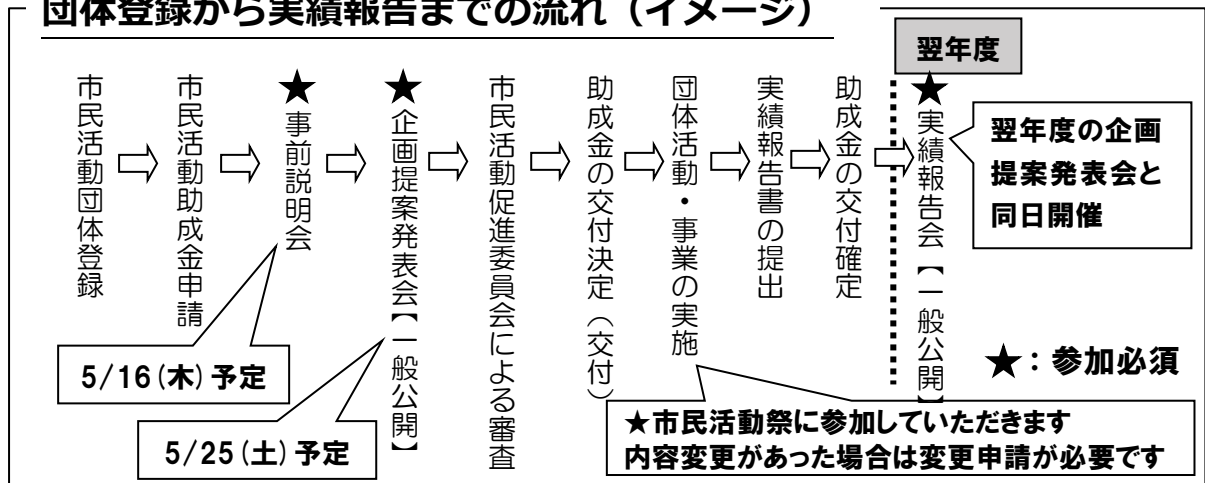 団体登録から実績報告までの流れ（イメージ）
市民活動団体登録
市民活動助成金申請
★事前説明会
5/16(木)予定
★企画提案発表会【一般公開】
5/25(土)予定
市民活動促進委員会による審査
助成金の交付決定（交付）
団体活動・事業の実施
★市民活動祭に参加していただきます
内容変更があった場合は変更申請が必要です
実績報告書の提出
助成金の交付確定
翌年度
★実績報告会【一般公開】
翌年度の企画
提案発表会と
同日開催
★：参加必須